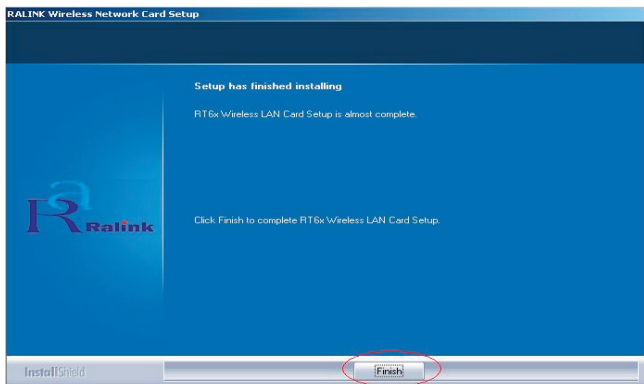 RALINK Wireless Network Card Setup
Setup has finished installing
RT6x Wireless LAN Card Setup is almost complete.
Ralink
Click Finish to complete RT6x Wireless LAN Card Setup.
InstallShield
Finish